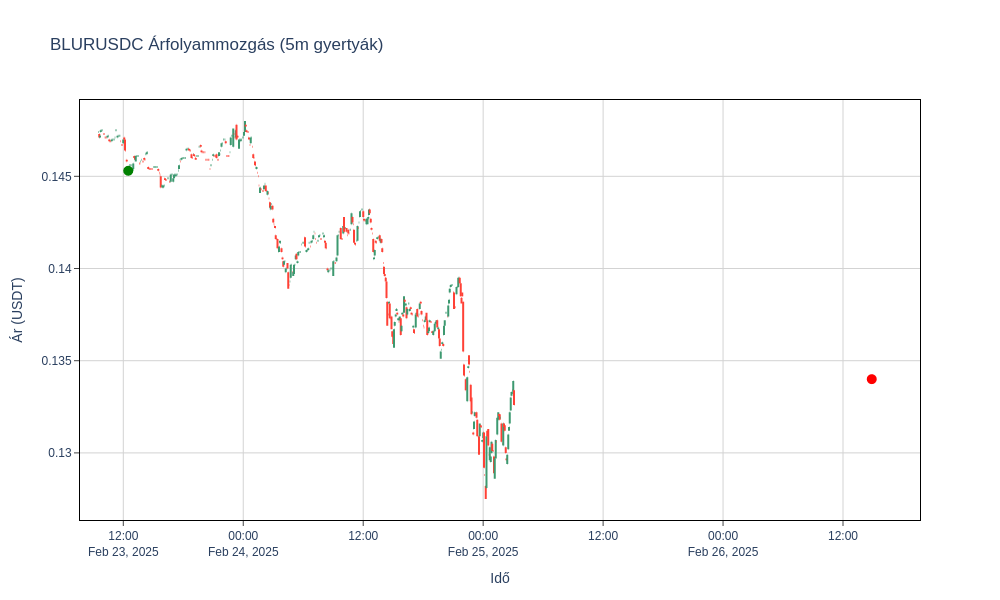 BLURUSDC Árfolyammozgás (5m gyertyák)
0.145
0.14
0.135
0.13
Ár (USDT)
12:00 00:00 12:00 00:00 12:00 00:00 12:00
Feb 23, 2025 Feb 24, 2025 Feb 25, 2025 Feb 26, 2025
Idő